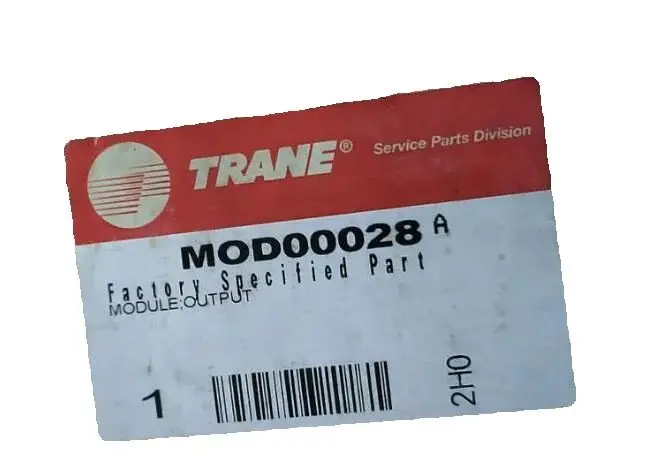 TRANE® Service Parts Division
MOD00028 A
Factory Specified Part
MODULE;OUTPUT
1
2H0